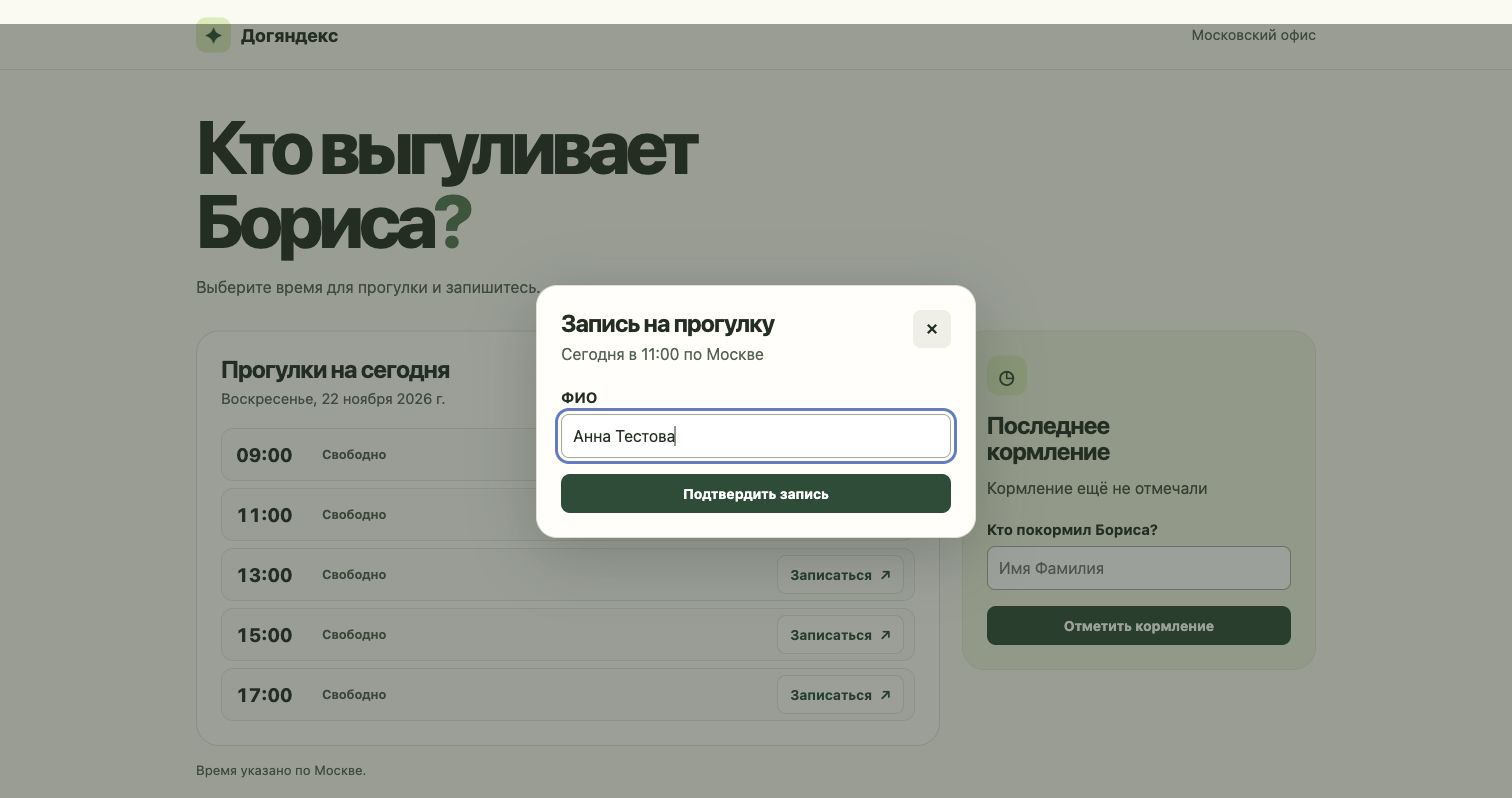 Догяндекс
Московский офис
Кто выгуливает
Бориса?
Выберите время для прогулки и запишитесь.
Прогулки на сегодня
Воскресенье, 22 ноября 2026 г.
09:00 Свободно
11:00 Свободно
13:00 Свободно Записаться ↗
15:00 Свободно Записаться ↗
17:00 Свободно Записаться ↗
Время указано по Москве.
Запись на прогулку
×
Сегодня в 11:00 по Москве
ФИО
Анна Тестова
Подтвердить запись
Последнее
кормление
Кормление ещё не отмечали
Кто покормил Бориса?
Имя Фамилия
Отметить кормление